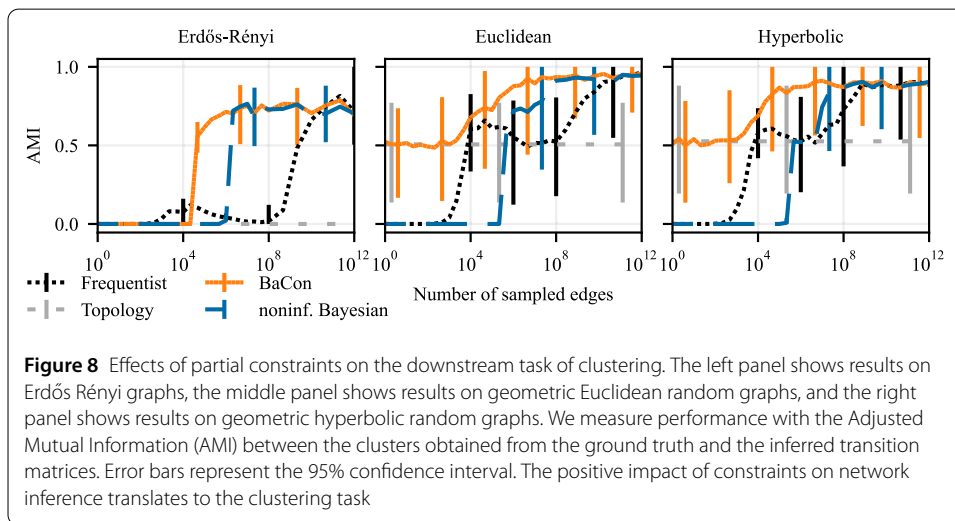 Erdős-Rényi
Euclidean
Hyperbolic
AMI
1.0
0.5
0.0
10^0 10^4 10^8 10^12
10^0 10^4 10^8 10^12
10^0 10^4 10^8 10^12
Number of sampled edges
Frequentist
BaCon
Topology
noninf. Bayesian
Figure 8 Effects of partial constraints on the downstream task of clustering. The left panel shows results on
Erdős Rényi graphs, the middle panel shows results on geometric Euclidean random graphs, and the right
panel shows results on geometric hyperbolic random graphs. We measure performance with the Adjusted
Mutual Information (AMI) between the clusters obtained from the ground truth and the inferred transition
matrices. Error bars represent the 95% confidence interval. The positive impact of constraints on network
inference translates to the clustering task